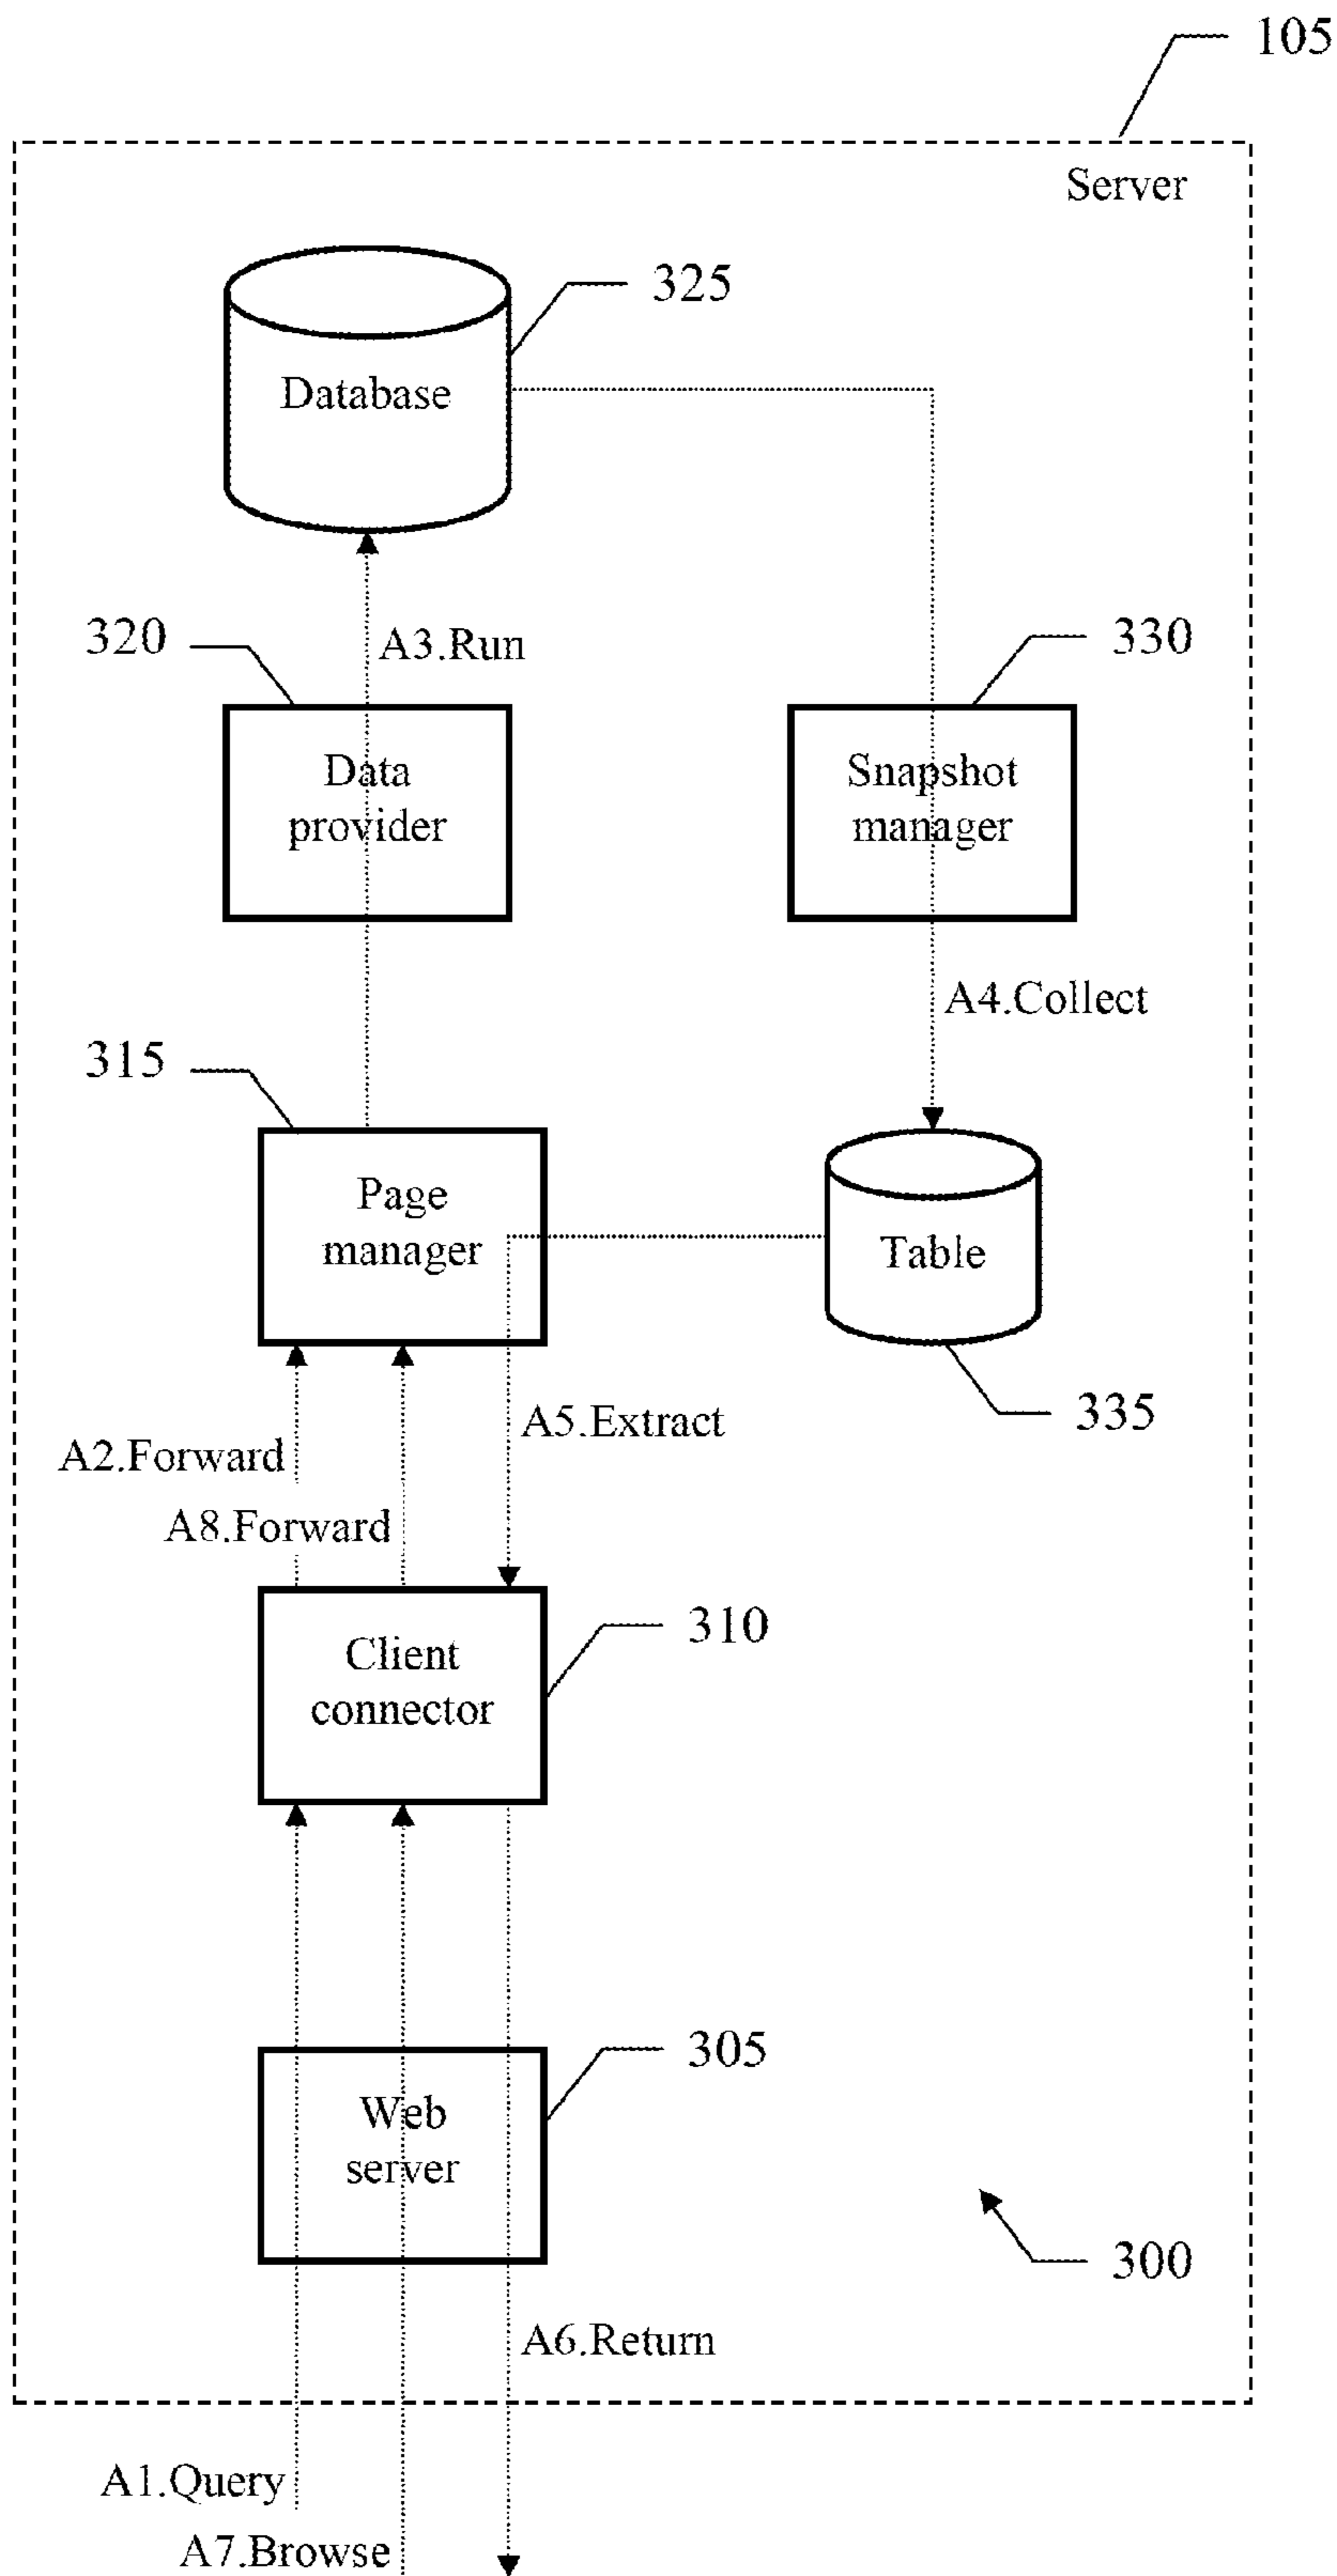 105
Server
325
Database
320
A3.Run
330
Data
provider
Snapshot
manager
A4.Collect
315
Page
manager
Table
A5.Extract
335
A2.Forward
A8.Forward
310
Client
connector
305
Web
server
300
A6.Return
A1.Query
A7.Browse